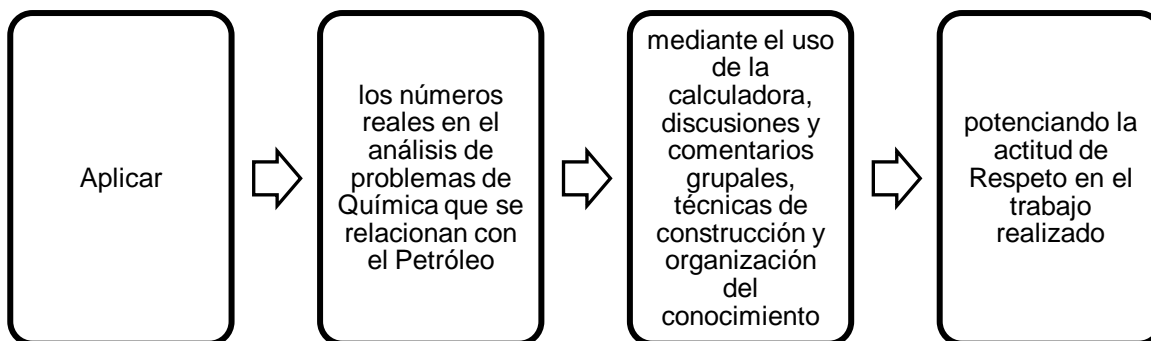 Aplicar
los números
reales en el
análisis de
problemas de
Química que se
relacionan con
el Petróleo
mediante el uso
de la
calculadora,
discusiones y
comentarios
grupales,
técnicas de
construcción y
organización
del
conocimiento
potenciando la
actitud de
Respeto en el
trabajo
realizado